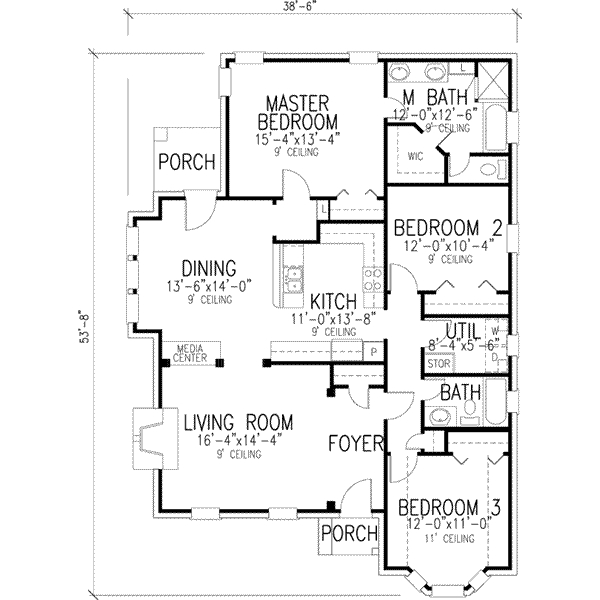 38'-6"
L
MASTER
BEDROOM
15'-4"x13'-4"
9' CEILING
M BATH
12'-0"x12'-6"
9' CEILING
WIC
PORCH
L
BEDROOM 2
12'-0"x10'-4"
9' CEILING
DINING
13'-6"x14'-0"
9' CEILING
KITCH
11'-0"x13'-8"
9' CEILING
UTIL
8'-4"x5'-6"
W
D
STOR
P
MEDIA
CENTER
53'-8"
BATH
LIVING ROOM
16'-4"x14'-4"
9' CEILING
FOYER
L
BEDROOM 3
12'-0"x11'-0"
11' CEILING
PORCH